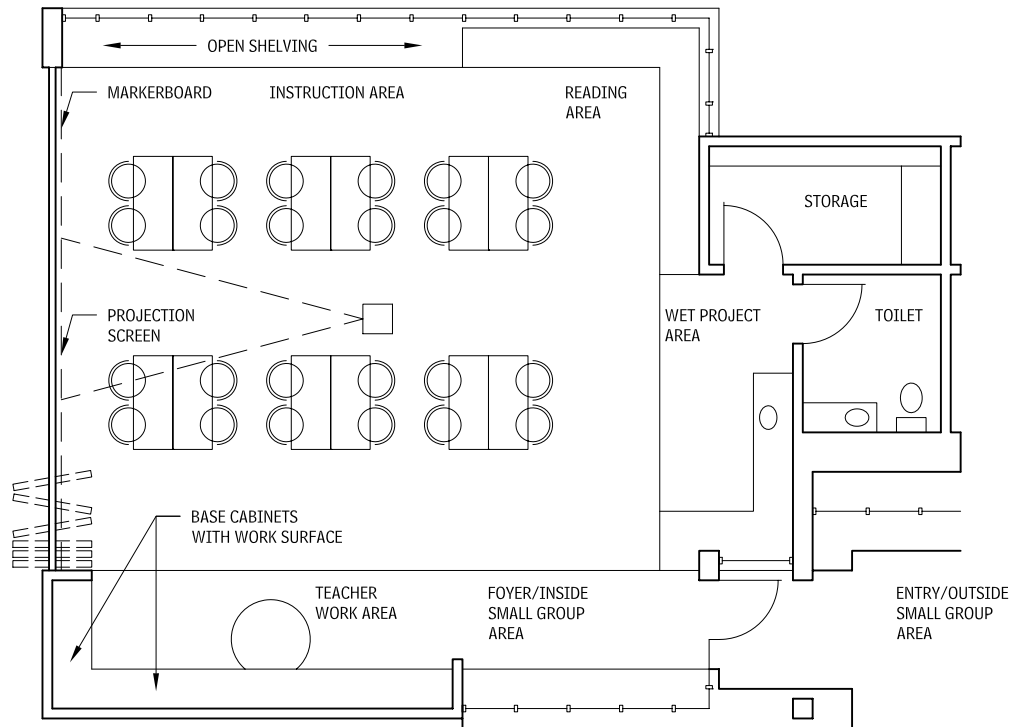 OPEN SHELVING
MARKERBOARD
INSTRUCTION AREA
READING
AREA
STORAGE
PROJECTION
SCREEN
WET PROJECT
AREA
TOILET
BASE CABINETS
WITH WORK SURFACE
TEACHER
WORK AREA
FOYER/INSIDE
SMALL GROUP
AREA
ENTRY/OUTSIDE
SMALL GROUP
AREA